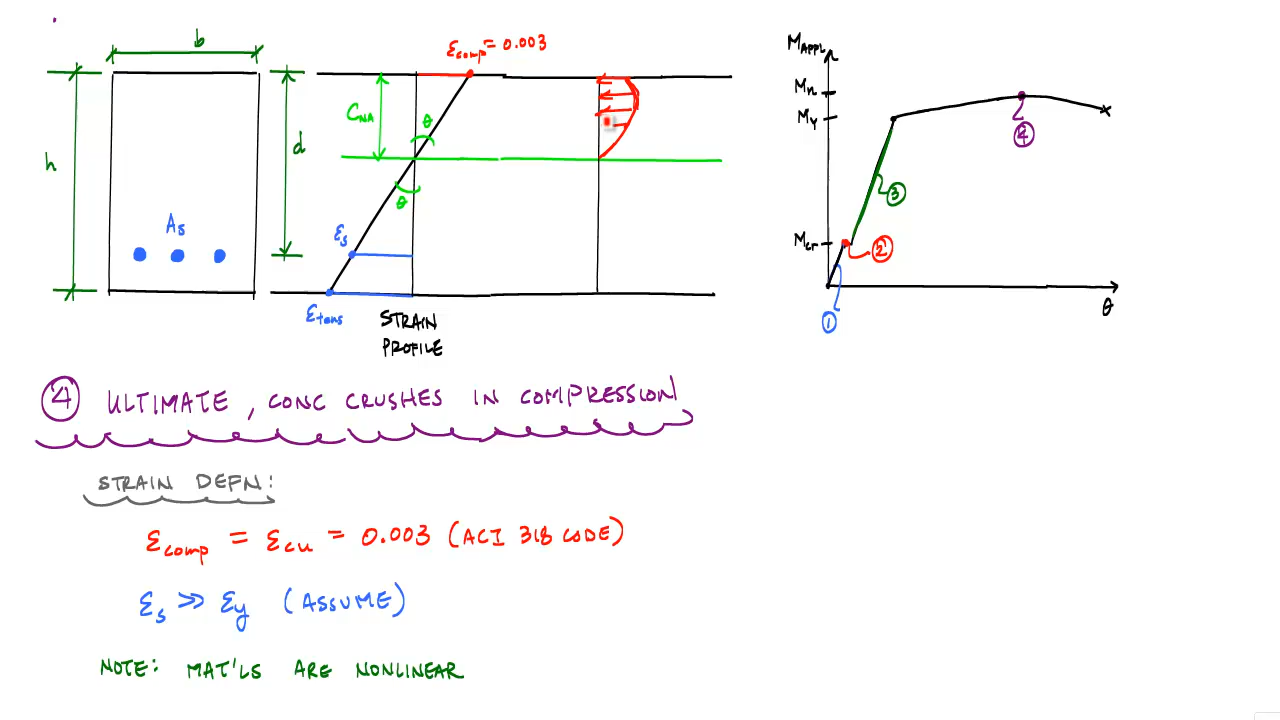 b
h
A_s
d
C_NA
θ
θ
ε_comp = 0.003
ε_s
ε_tens
STRAIN
PROFILE
M_APPL
M_n
M_y
M_cr
θ
①
②
③
④
④ ULTIMATE, CONC CRUSHES IN COMPRESSION
STRAIN DEFN:
ε_comp = ε_cu = 0.003 (ACI 318 CODE)
ε_s >> ε_y (ASSUME)
NOTE: MAT'LS ARE NONLINEAR